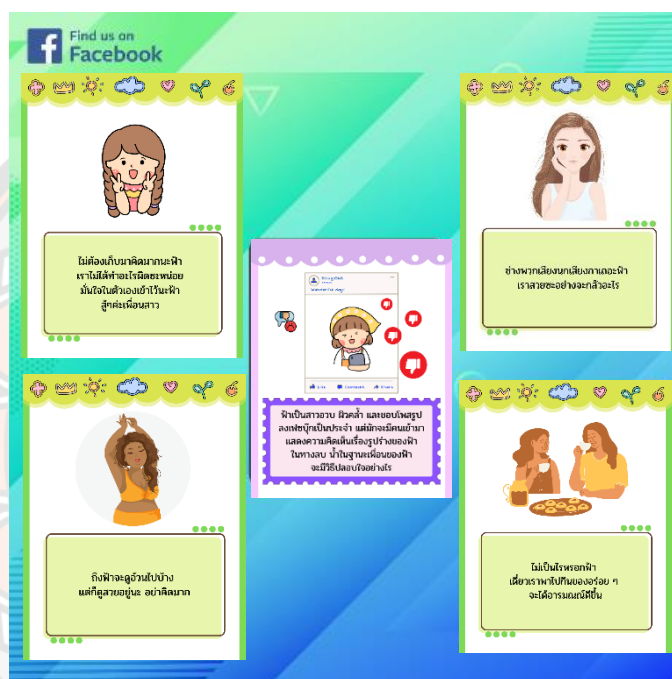 Find us on
Facebook
ไม่ต้องเก็บมาคิดมากนะฟ้า
เราไม่ได้ทำอะไรผิดซะหน่อย
มั่นใจในตัวเองเข้าไว้นะฟ้า
สู้ๆค่ะเพื่อนสาว
ช่างพวกเสียงนกเสียงกาเถอะฟ้า
เราสวยซะอย่างจะกลัวอะไร
Like
Comment
Share
ฟ้าเป็นสาวอวบ ผิวคล้ำ และชอบโพสรูป
ลงเฟซบุ๊กเป็นประจำ แต่มักจะมีคนเข้ามา
แสดงความคิดเห็นเรื่องรูปร่างของฟ้า
ในทางลบ น้ำในฐานะเพื่อนของฟ้า
จะมีวิธีปลอบใจอย่างไร
ถึงฟ้าจะดูอ้วนไปบ้าง
แต่ก็ดูสวยอยู่นะ อย่าคิดมาก
ไม่เป็นไรหรอกฟ้า
เดี๋ยวเราพาไปกินของอร่อย ๆ
จะได้อารมณณ์ดีขึ้น